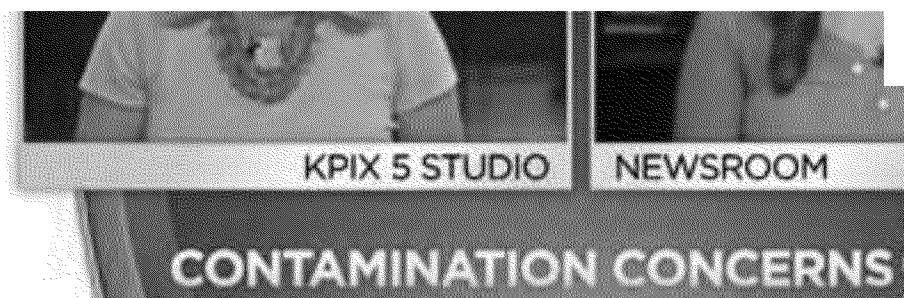 KPIX 5 STUDIO
NEWSROOM
CONTAMINATION CONCERNS